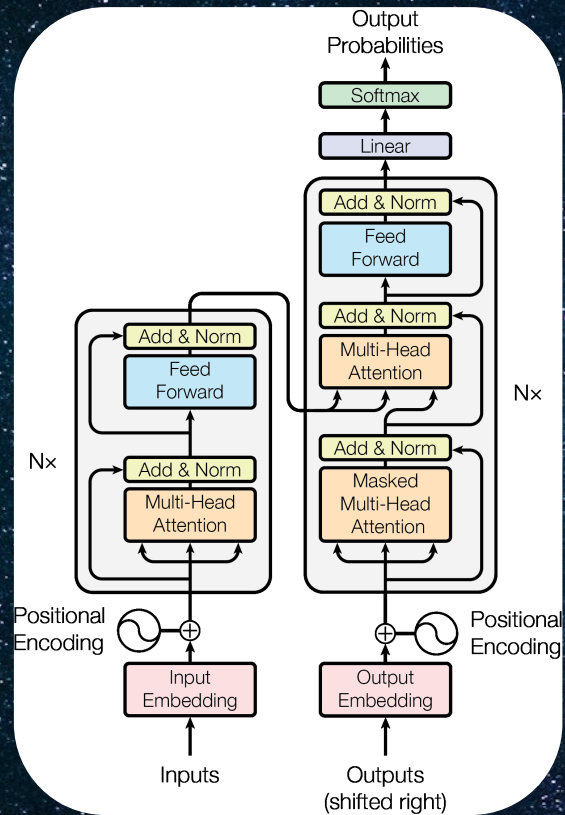 Output
Probabilities
Softmax
Linear
Add & Norm
Feed
Forward
Add & Norm
Multi-Head
Attention
Add & Norm
Masked
Multi-Head
Attention
N×
Add & Norm
Feed
Forward
Add & Norm
Multi-Head
Attention
N×
Positional
Encoding
Positional
Encoding
Input
Embedding
Output
Embedding
Inputs
Outputs
(shifted right)